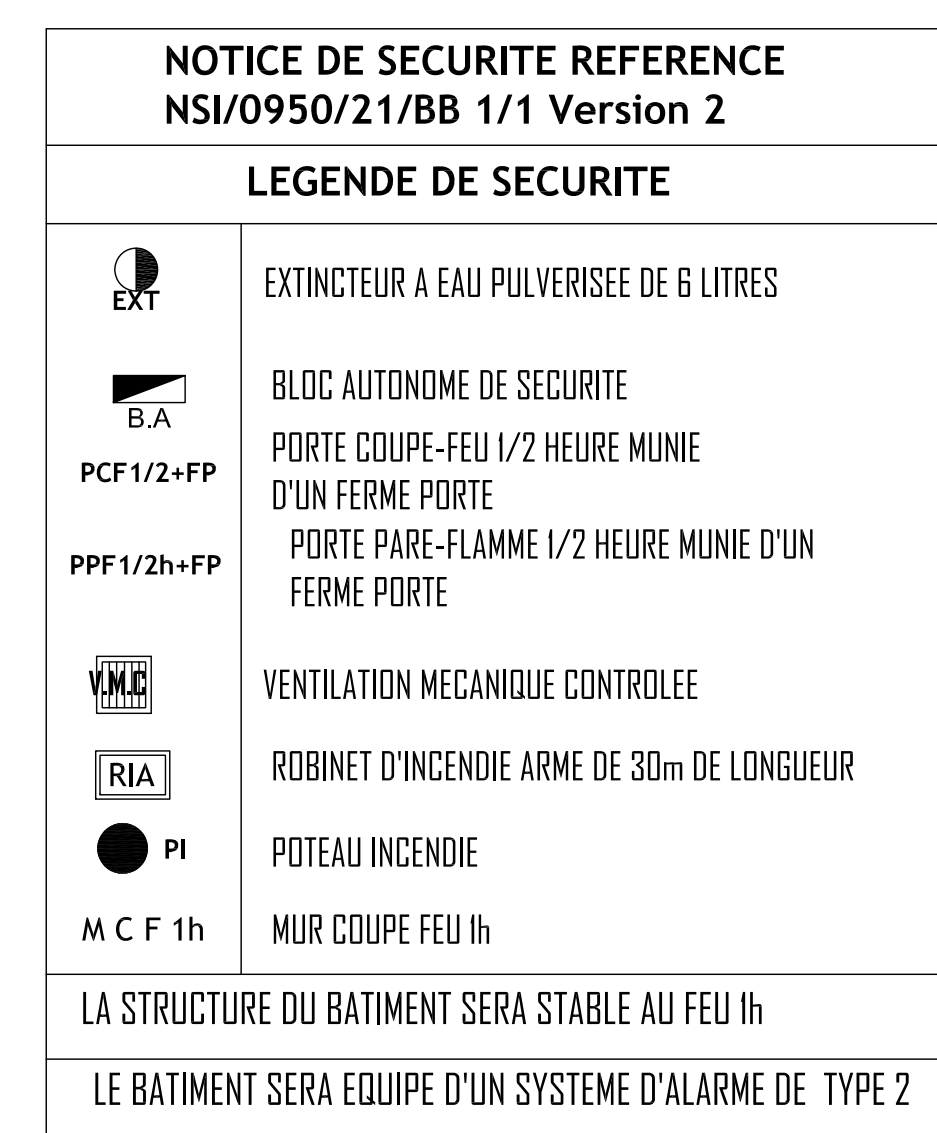 NOTICE DE SECURITE REFERENCE
NSI/0950/21/BB 1/1 Version 2
LEGENDE DE SECURITE
EXT
EXTINCTEUR A EAU PULVERISEE DE 6 LITRES
B.A
BLOC AUTONOME DE SECURITE
PCF1/2+FP
PORTE COUPE-FEU 1/2 HEURE MUNIE
D'UN FERME PORTE
PPF1/2h+FP
PORTE PARE-FLAMME 1/2 HEURE MUNIE D'UN
FERME PORTE
V.M.C
VENTILATION MECANIQUE CONTROLEE
RIA
ROBINET D'INCENDIE ARME DE 30m DE LONGUEUR
PI
POTEAU INCENDIE
M C F 1h
MUR COUPE FEU 1h
LA STRUCTURE DU BATIMENT SERA STABLE AU FEU 1h
LE BATIMENT SERA EQUIPE D'UN SYSTEME D'ALARME DE TYPE 2